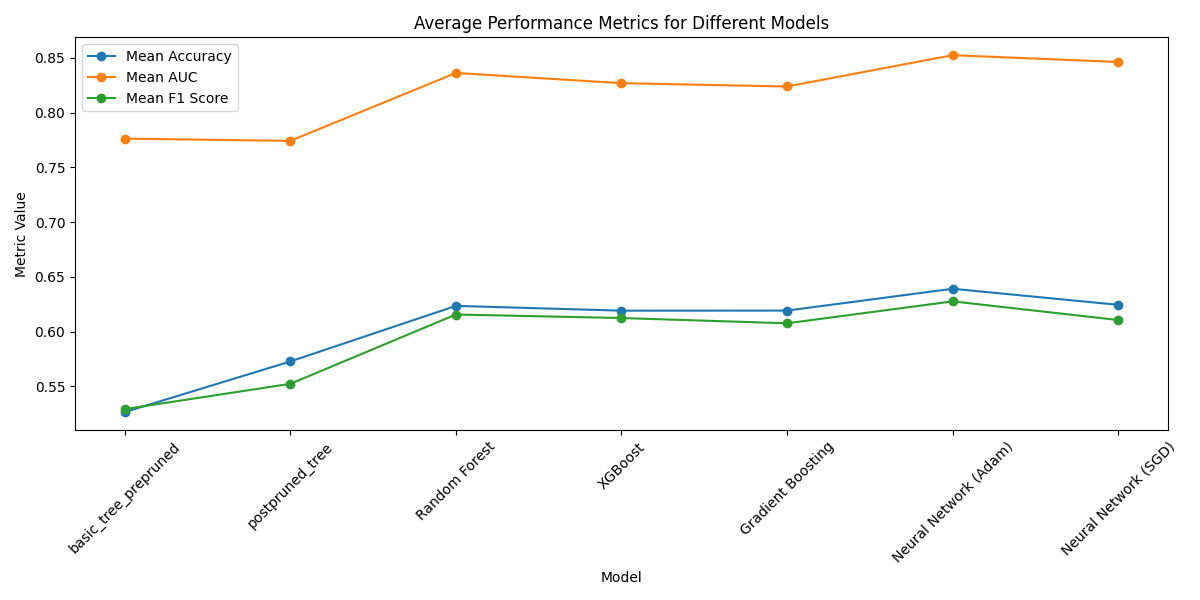 Average Performance Metrics for Different Models
Mean Accuracy
Mean AUC
Mean F1 Score
Metric Value
0.85
0.80
0.75
0.70
0.65
0.60
0.55
basic_tree_prepruned
postpruned_tree
Random Forest
XGBoost
Gradient Boosting
Neural Network (Adam)
Neural Network (SGD)
Model